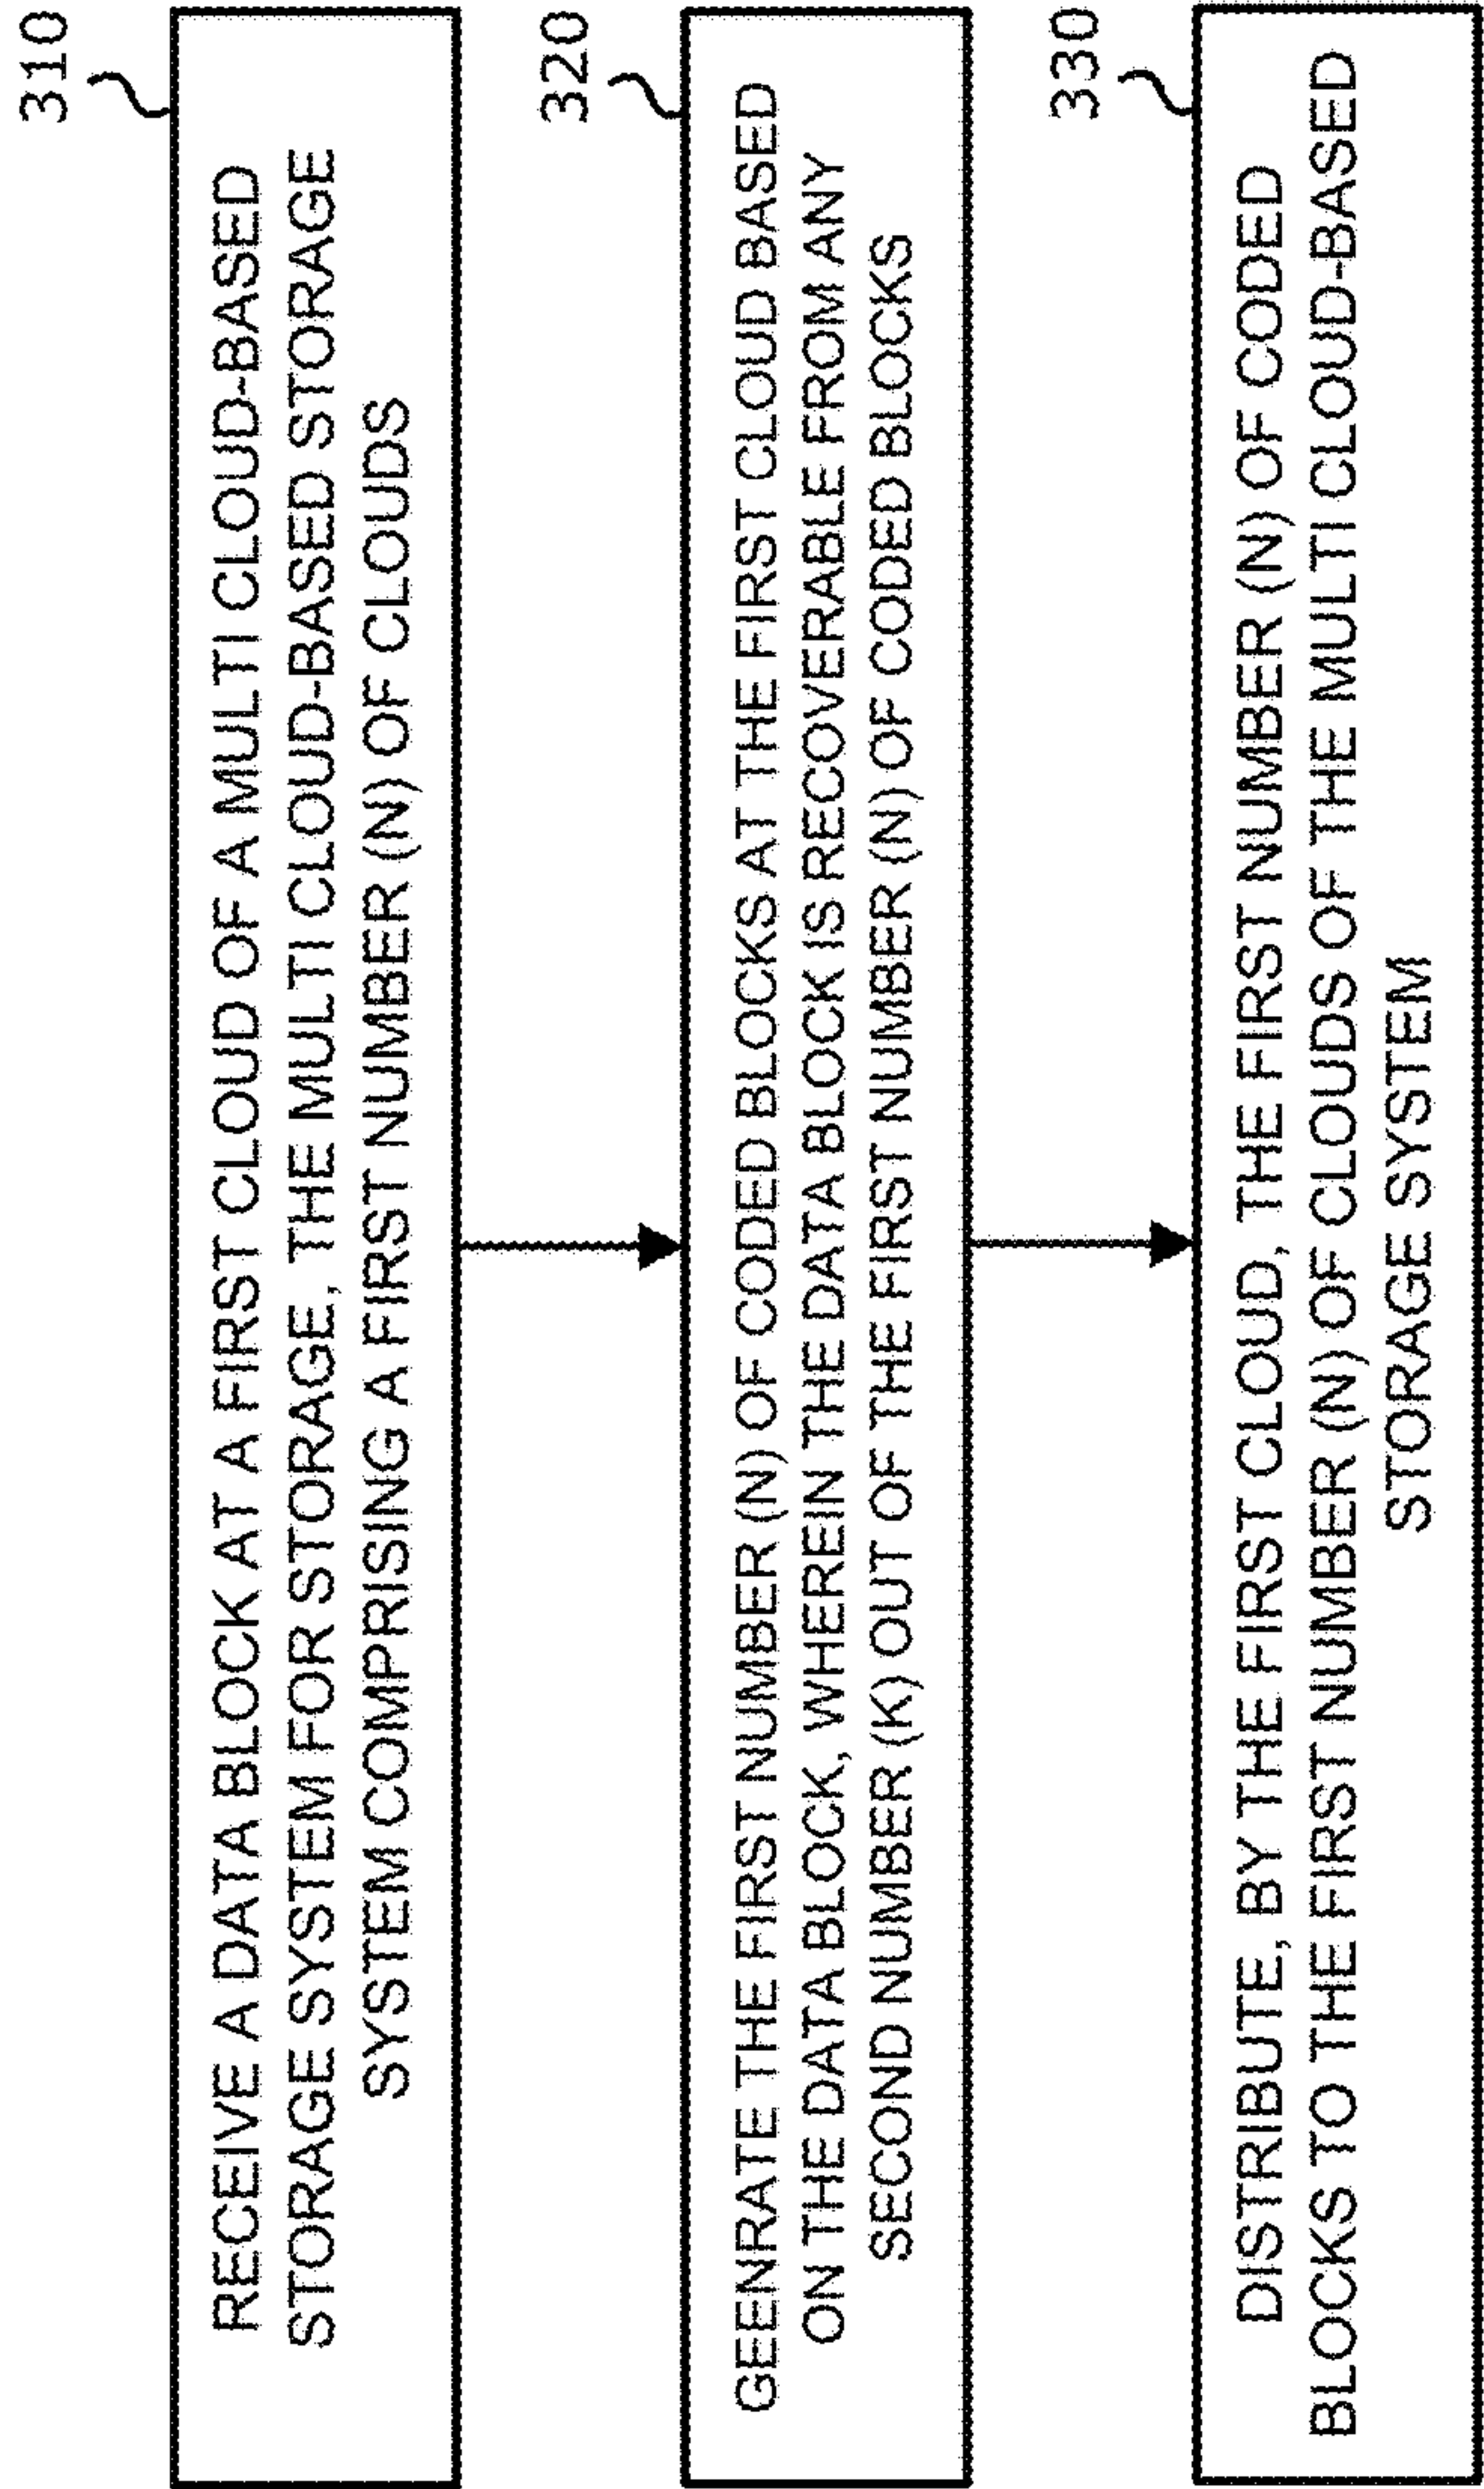 310
RECEIVE A DATA BLOCK AT A FIRST CLOUD OF A MULTI CLOUD-BASED
STORAGE SYSTEM FOR STORAGE, THE MULTI CLOUD-BASED STORAGE
SYSTEM COMPRISING A FIRST NUMBER (N) OF CLOUDS
320
GEENRATE THE FIRST NUMBER (N) OF CODED BLOCKS AT THE FIRST CLOUD BASED
ON THE DATA BLOCK, WHEREIN THE DATA BLOCK IS RECOVERABLE FROM ANY
SECOND NUMBER (K) OUT OF THE FIRST NUMBER (N) OF CODED BLOCKS
330
DISTRIBUTE, BY THE FIRST CLOUD, THE FIRST NUMBER (N) OF CODED
BLOCKS TO THE FIRST NUMBER (N) OF CLOUDS OF THE MULTI CLOUD-BASED
STORAGE SYSTEM